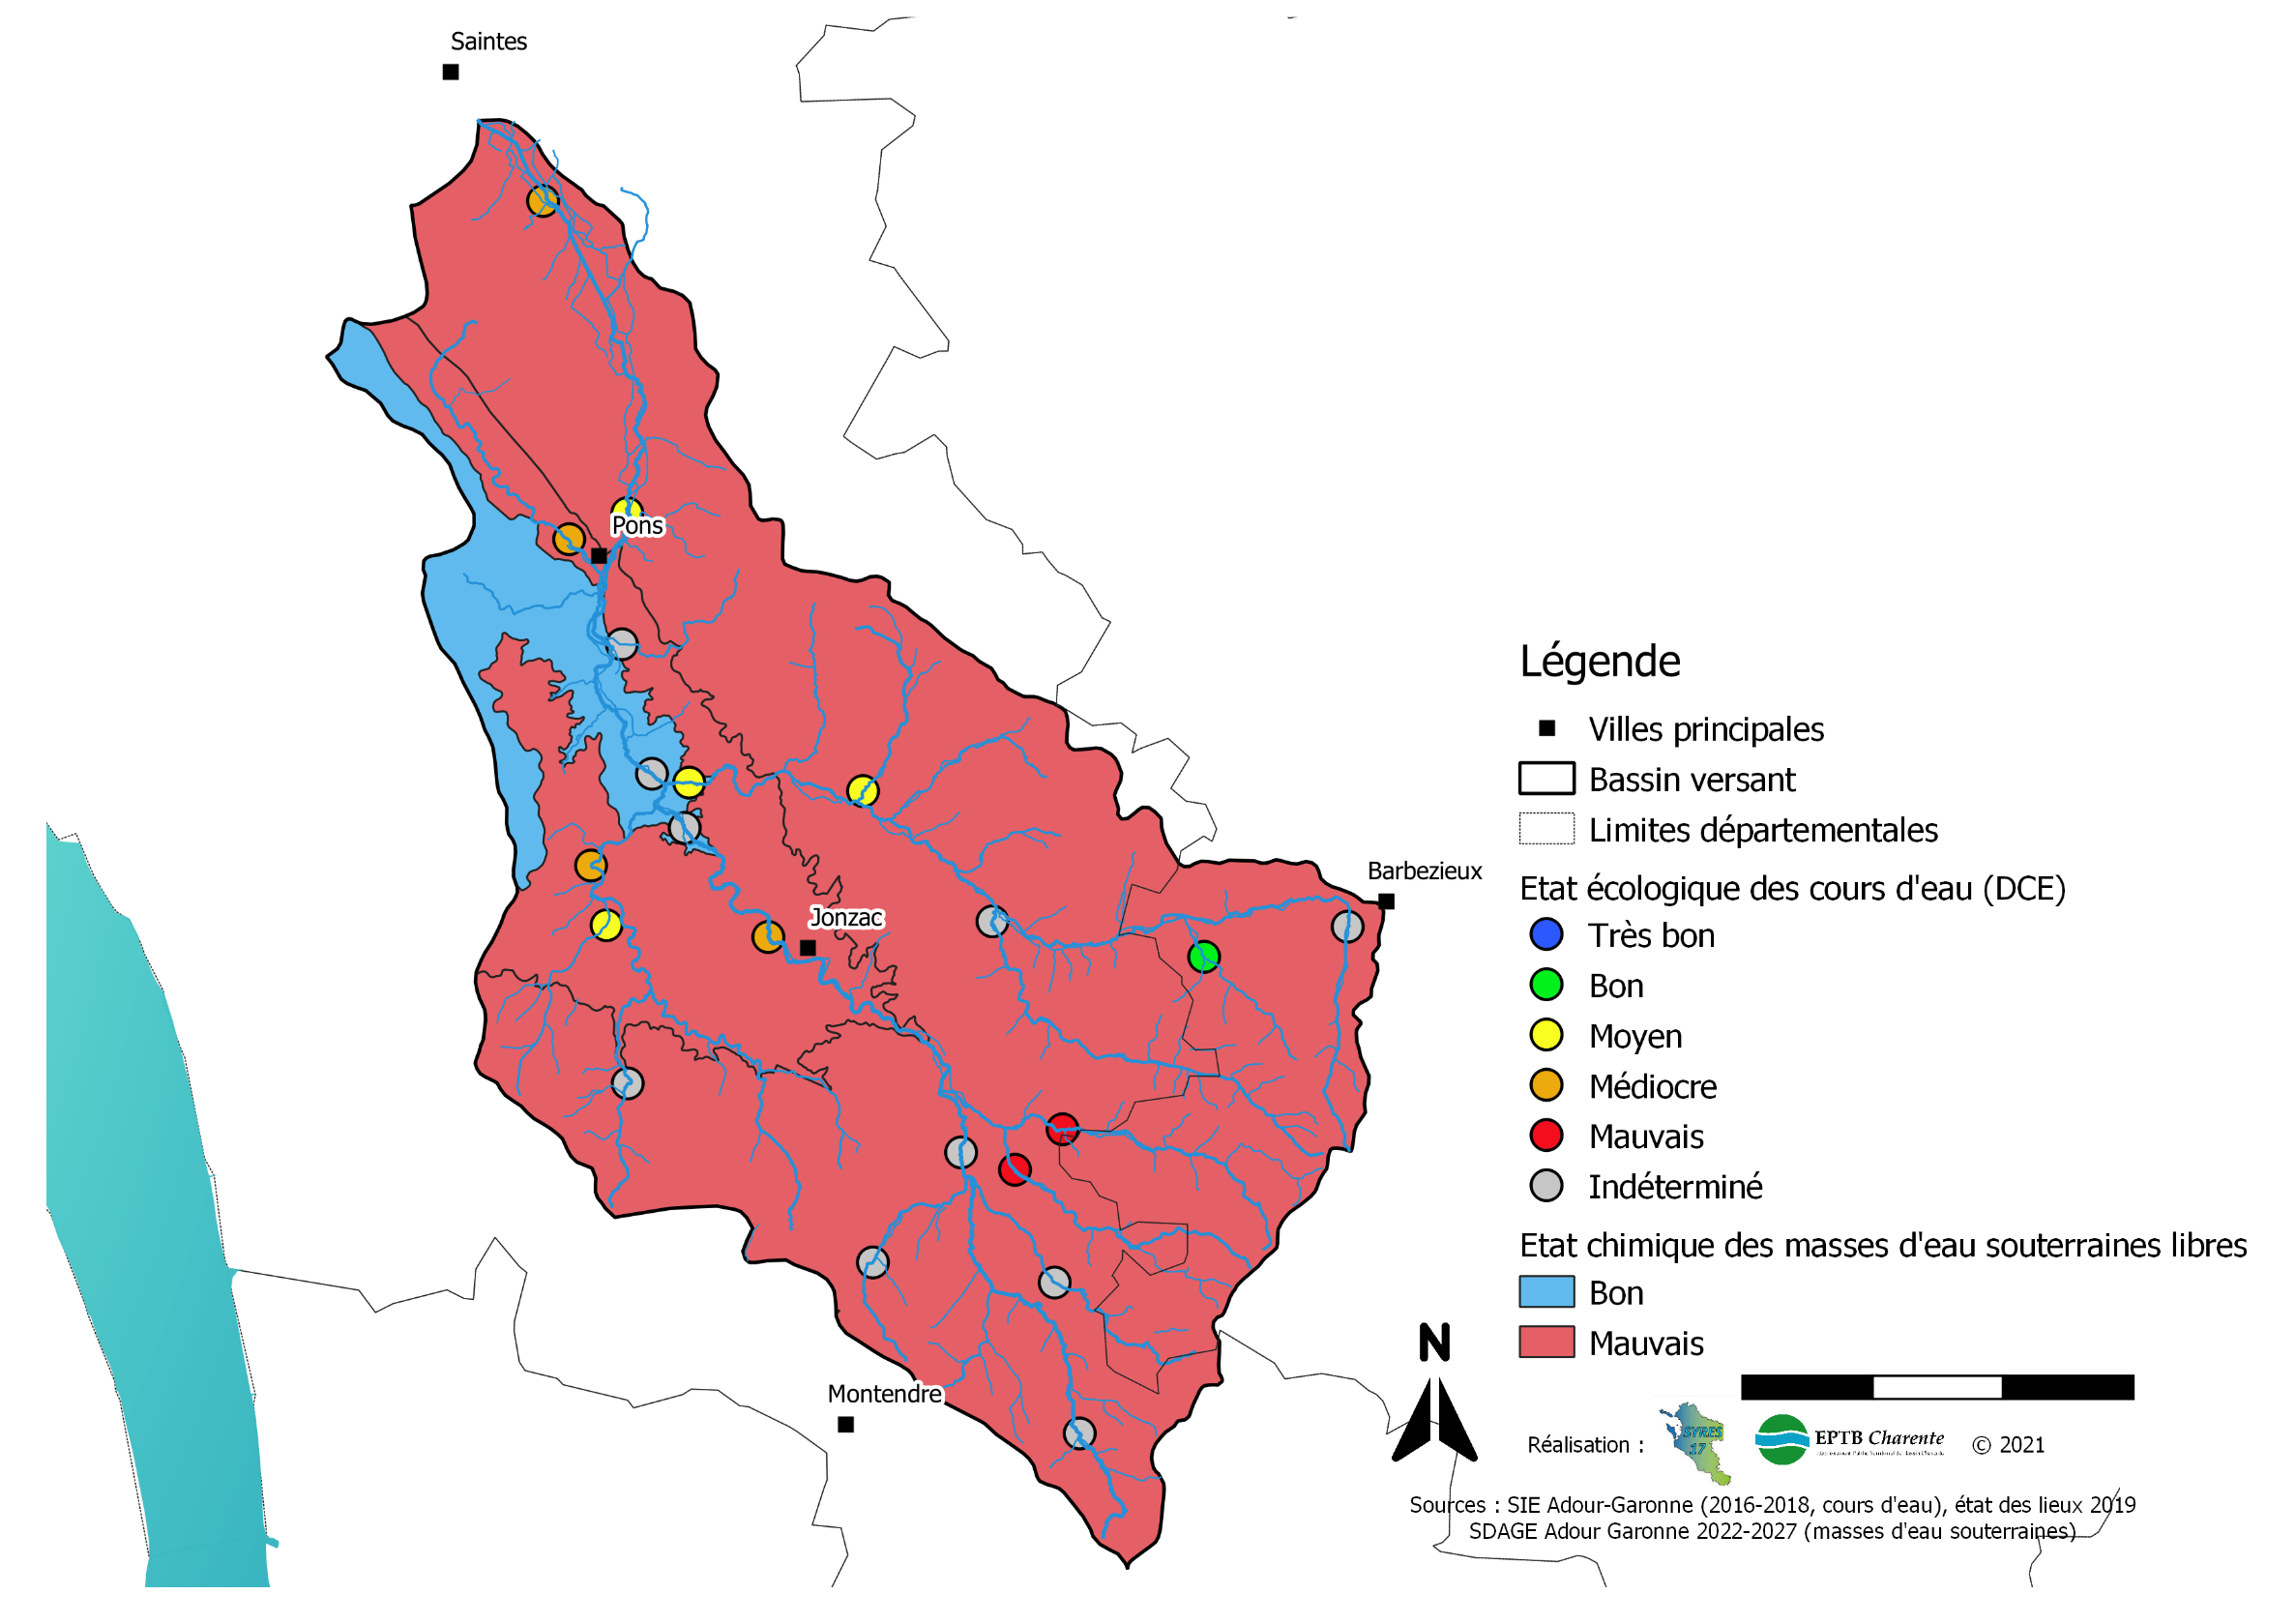 Saintes
Pons
Barbezieux
Jonzac
Montendre
Légende
Villes principales
Bassin versant
Limites départementales
Etat écologique des cours d'eau (DCE)
Très bon
Bon
Moyen
Médiocre
Mauvais
Indéterminé
Etat chimique des masses d'eau souterraines libres
Bon
Mauvais
N
Réalisation :
SYRES
17
EPTB Charente
© 2021
Sources : SIE Adour-Garonne (2016-2018, cours d'eau), état des lieux 2019
SDAGE Adour Garonne 2022-2027 (masses d'eau souterraines)